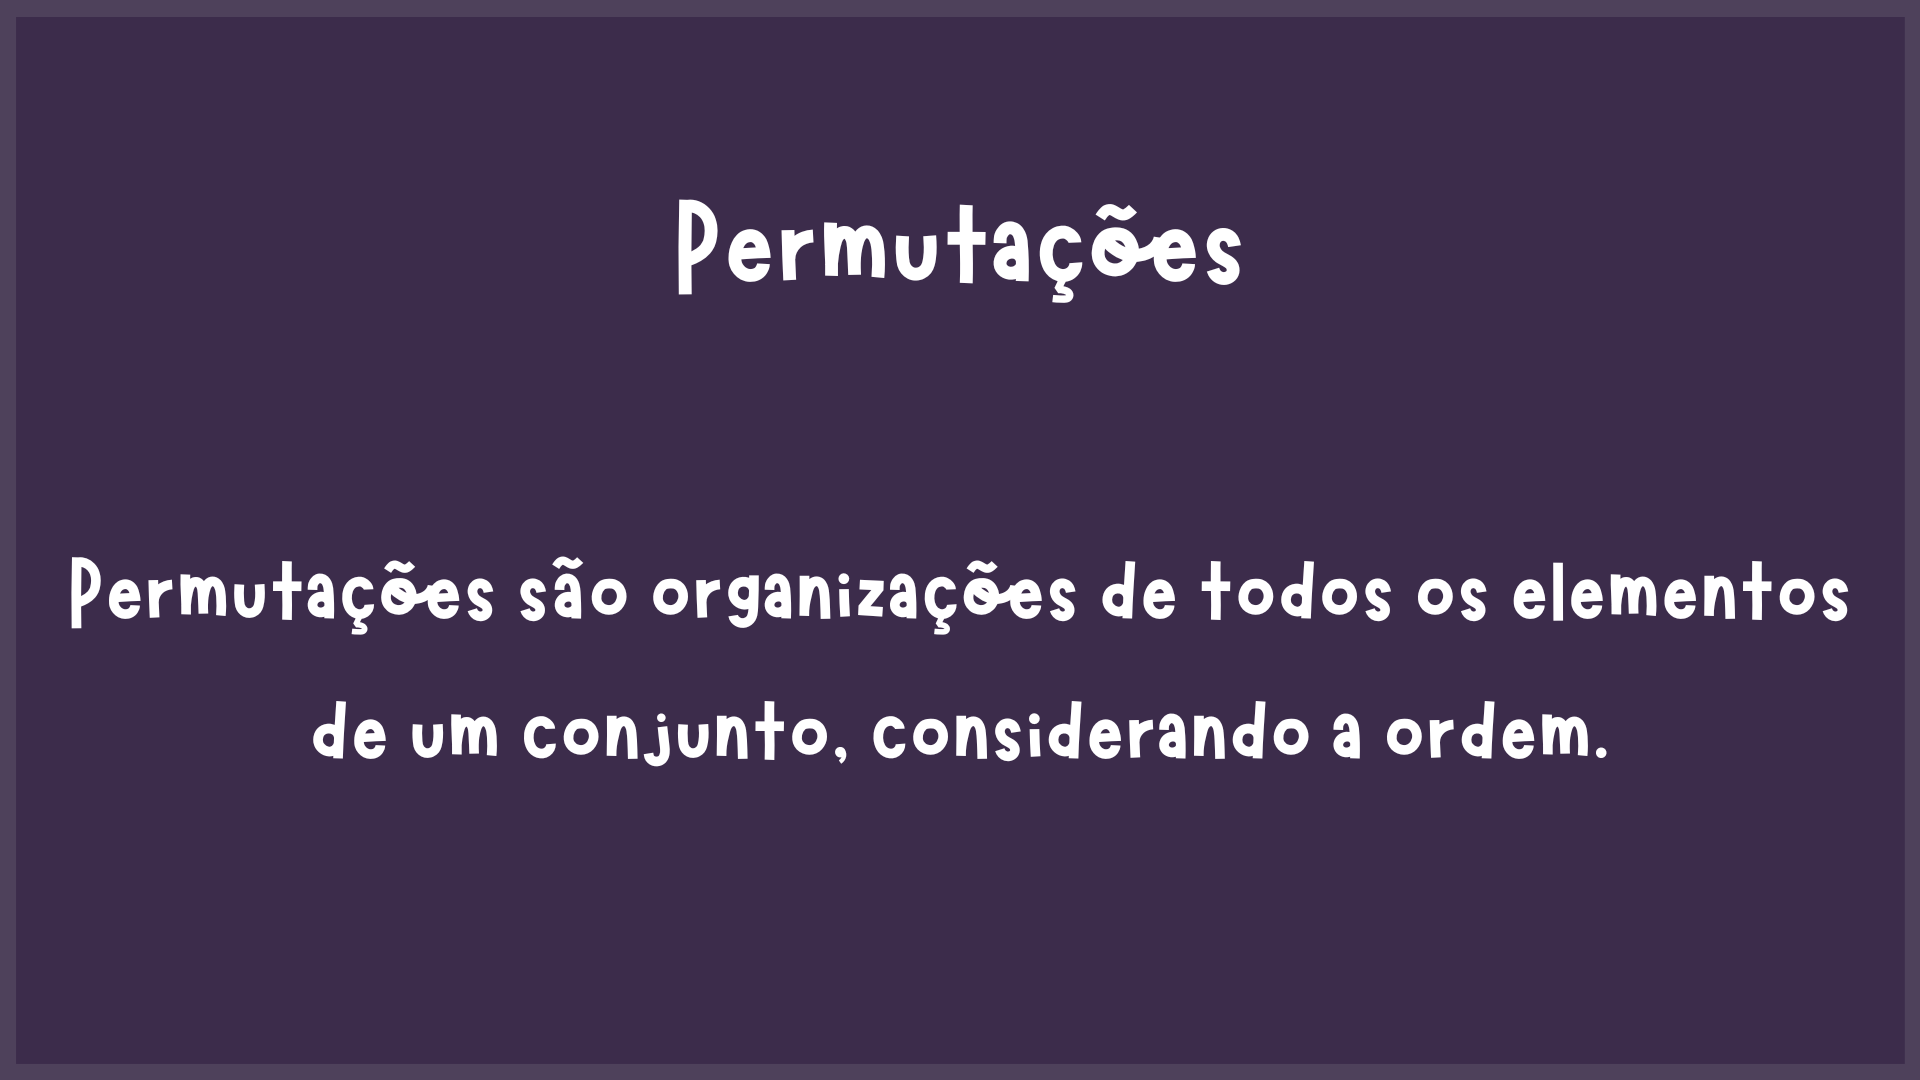 Permutações
Permutações são organizações de todos os elementos
de um conjunto, considerando a ordem.